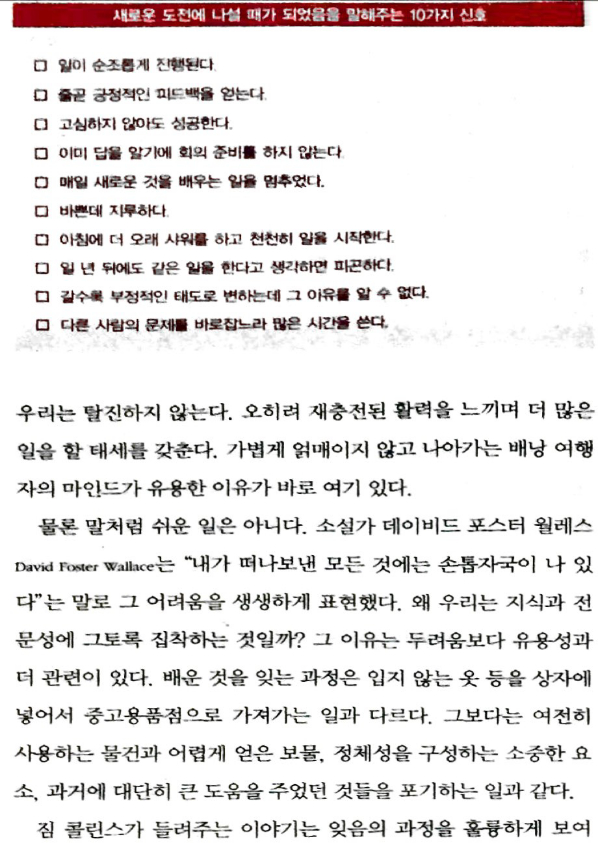 새로운 도전에 나설 때가 되었음을 말해주는 10가지 신호
□ 일이 순조롭게 진행된다.
□ 줄곧 긍정적인 피드백을 얻는다.
□ 고심하지 않아도 성공한다.
□ 이미 답을 알기에 회의 준비를 하지 않는다.
□ 매일 새로운 것을 배우는 일을 멈추었다.
□ 바쁜데 지루하다.
□ 아침에 더 오래 샤워를 하고 천천히 일을 시작한다.
□ 일 년 뒤에도 같은 일을 한다고 생각하면 피곤하다.
□ 갈수록 부정적인 태도로 변하는데 그 이유를 알 수 없다.
□ 다른 사람의 문제를 바로잡느라 많은 시간을 쓴다.
우리는 탈진하지 않는다. 오히려 재충전된 활력을 느끼며 더 많은
일을 할 태세를 갖춘다. 가볍게 얽매이지 않고 나아가는 배낭 여행
자의 마인드가 유용한 이유가 바로 여기 있다.
물론 말처럼 쉬운 일은 아니다. 소설가 데이비드 포스터 월레스
David Foster Wallace는 “내가 떠나보낸 모든 것에는 손톱자국이 나 있
다”는 말로 그 어려움을 생생하게 표현했다. 왜 우리는 지식과 전
문성에 그토록 집착하는 것일까? 그 이유는 두려움보다 유용성과
더 관련이 있다. 배운 것을 잊는 과정은 입지 않는 옷 등을 상자에
넣어서 중고용품점으로 가져가는 일과 다르다. 그보다는 여전히
사용하는 물건과 어렵게 얻은 보물, 정체성을 구성하는 소중한 요
소, 과거에 대단히 큰 도움을 주었던 것들을 포기하는 일과 같다.
짐 콜린스가 들려주는 이야기는 잊음의 과정을 훌륭하게 보여